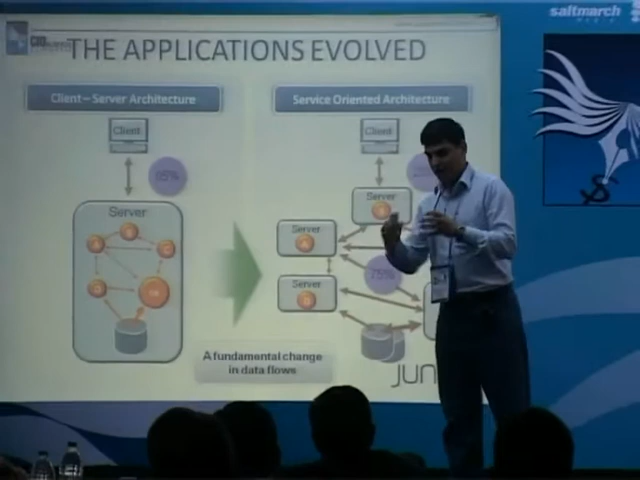 saltmarch
THE APPLICATIONS EVOLVED
Client – Server Architecture
Service Oriented Architecture
Client
Client
65%
Server
Server
Server
Server
A fundamental change
in data flows
JUN